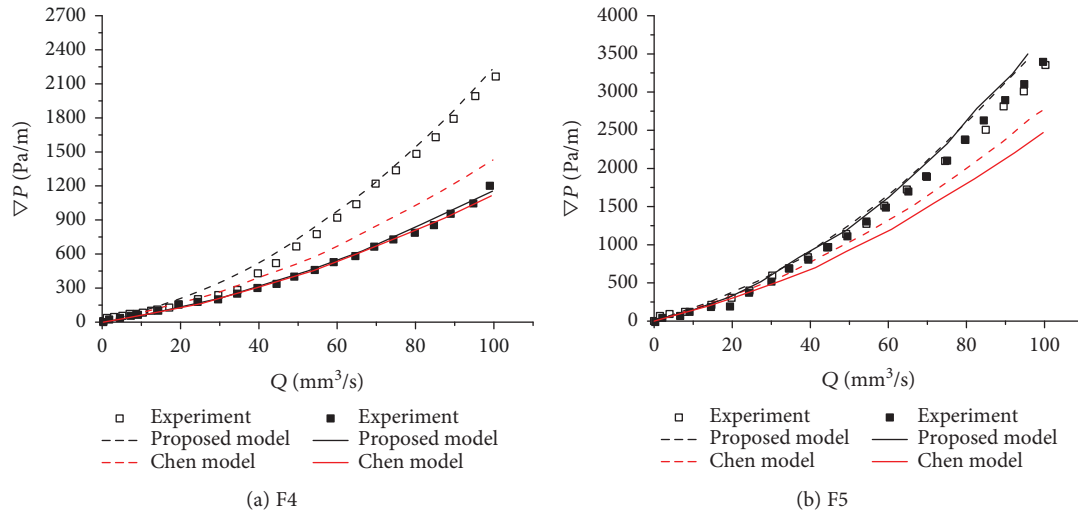 2700
2400
2100
1800
1500
1200
900
600
300
0
∇P (Pa/m)
0 20 40 60 80 100
Q (mm³/s)
Experiment Experiment
Proposed model Proposed model
Chen model Chen model
(a) F4
4000
3500
3000
2500
2000
1500
1000
500
0
∇P (Pa/m)
0 20 40 60 80 100
Q (mm³/s)
Experiment Experiment
Proposed model Proposed model
Chen model Chen model
(b) F5